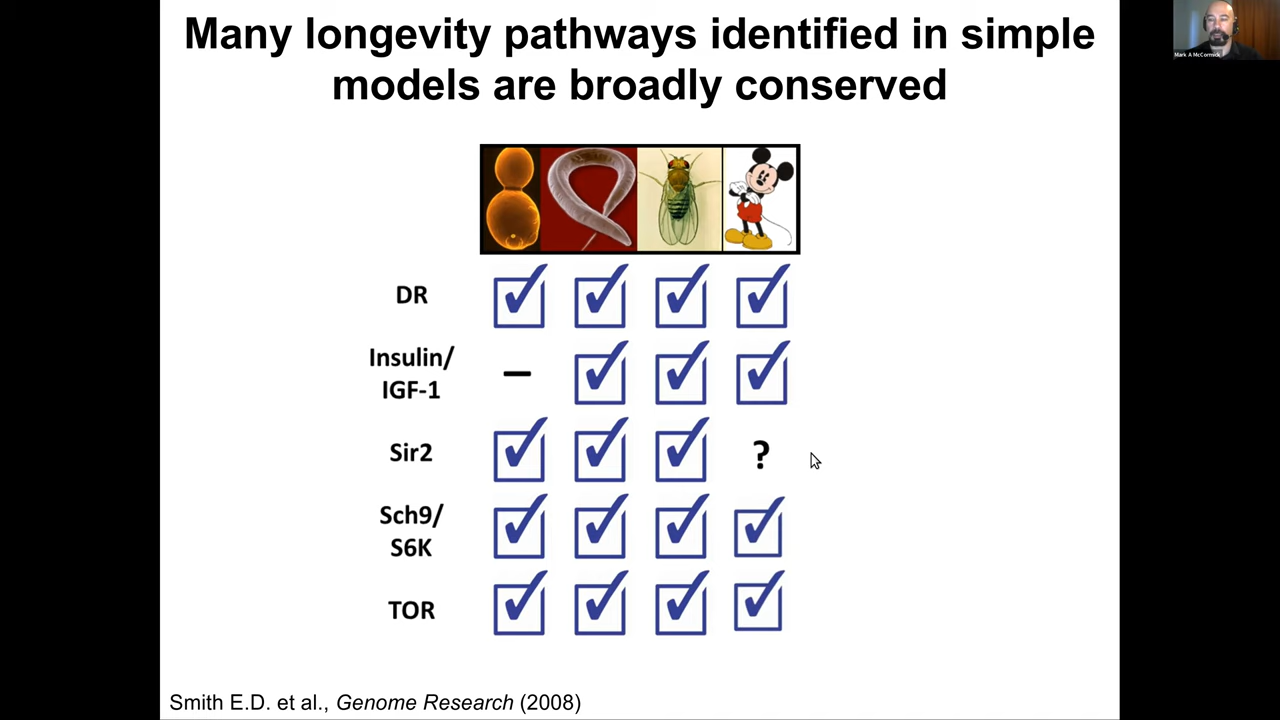 Many longevity pathways identified in simple
models are broadly conserved
Mark A McCormick
DR
Insulin/
IGF-1
–
Sir2
?
Sch9/
S6K
TOR
Smith E.D. et al., Genome Research (2008)